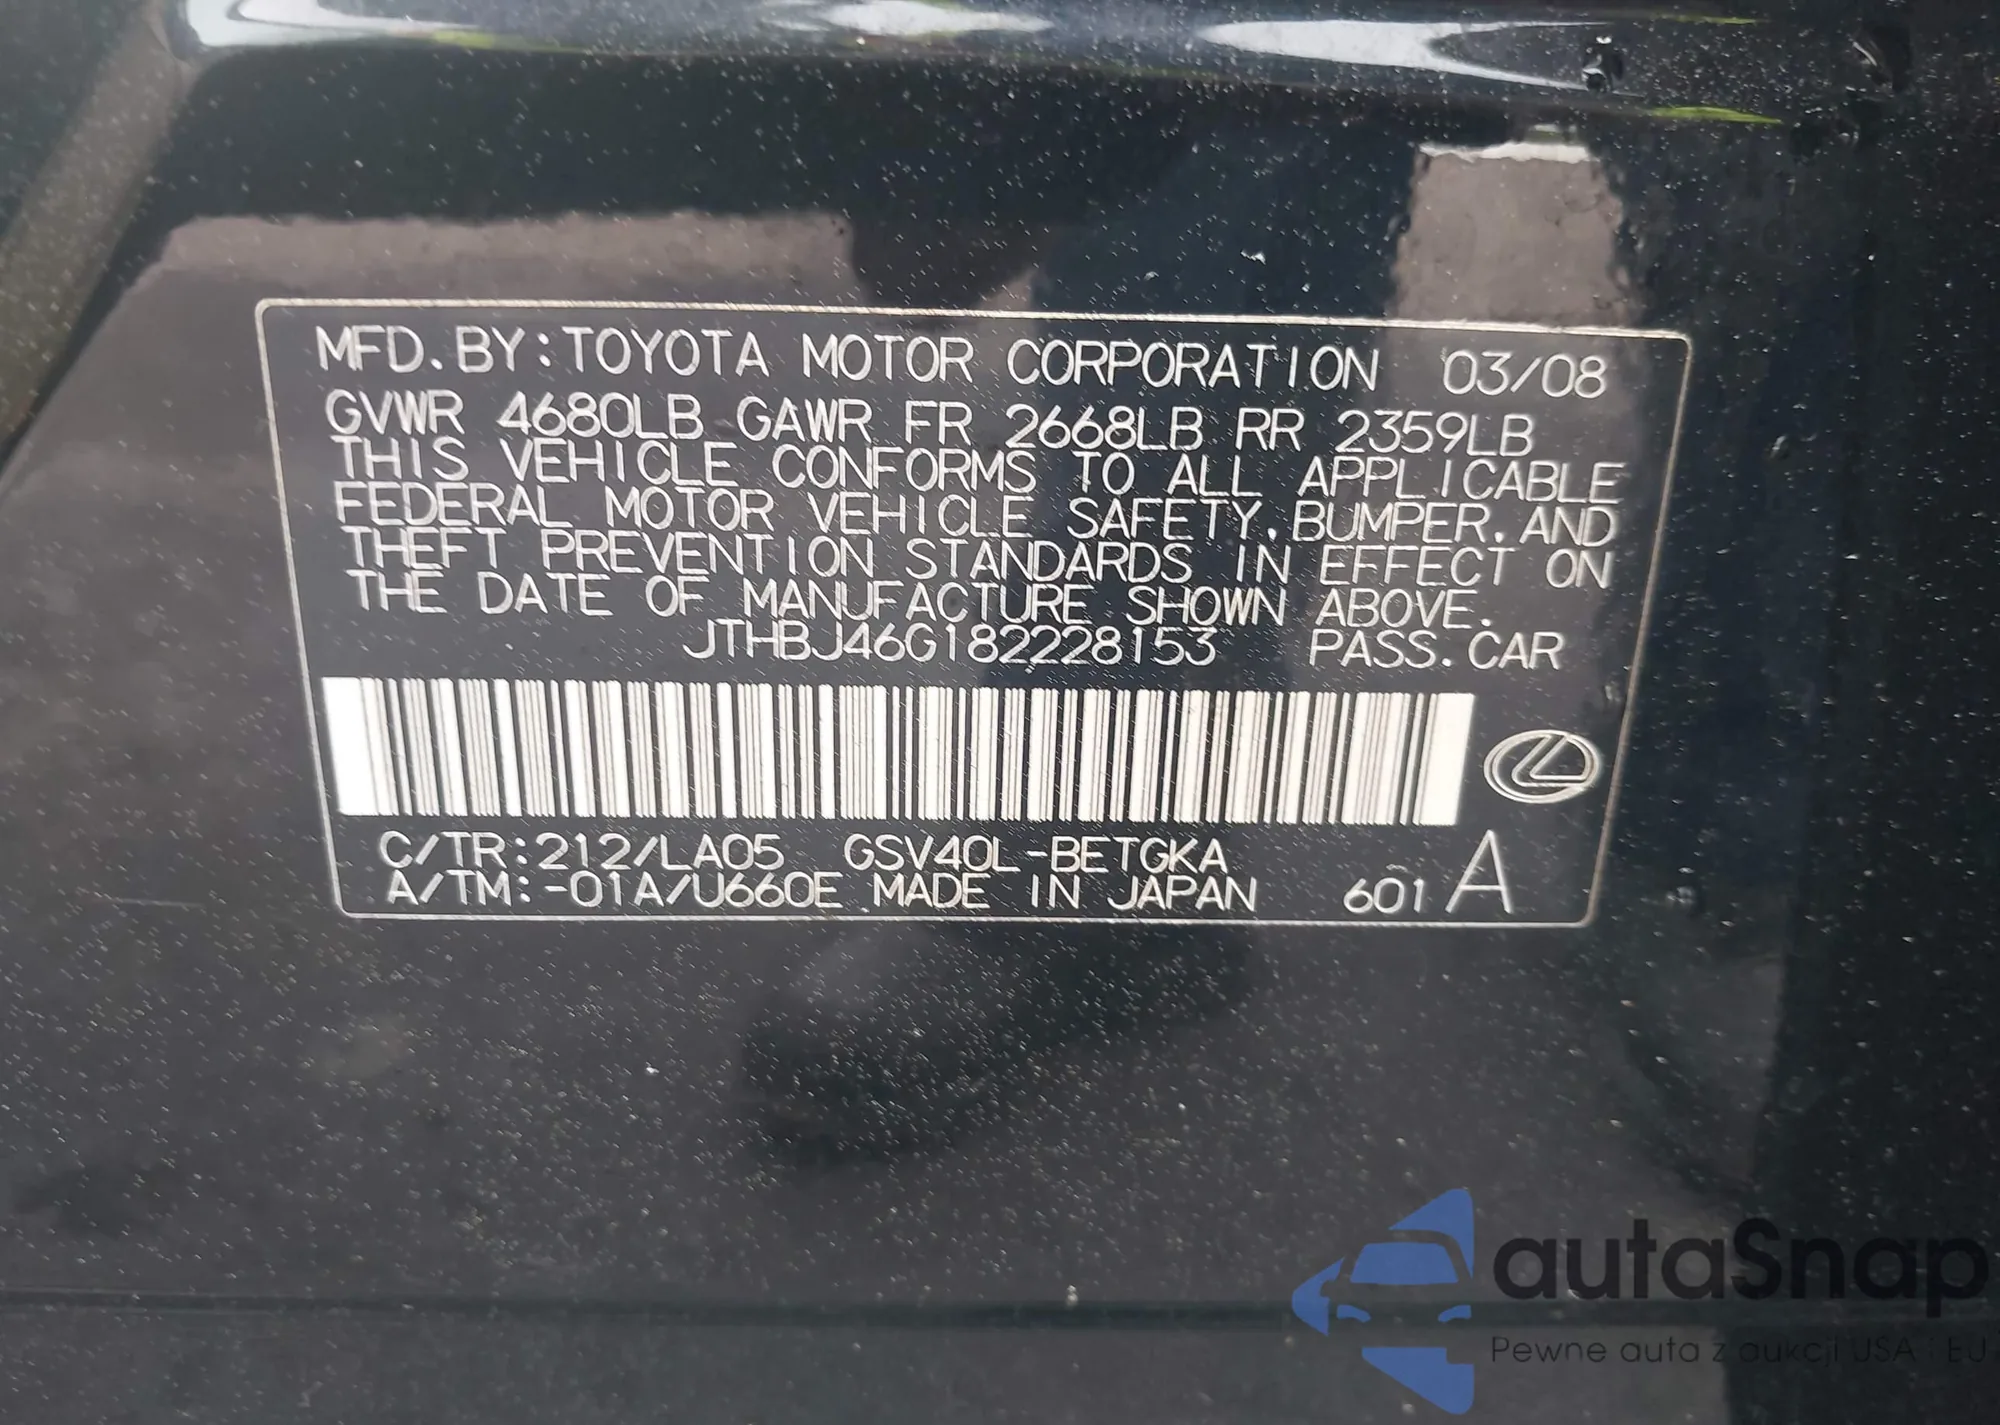 MFD.BY:TOYOTA MOTOR CORPORATION 03/08
GVWR 4680LB GAWR FR 2668LB RR 2359LB
THIS VEHICLE CONFORMS TO ALL APPLICABLE
FEDERAL MOTOR VEHICLE SAFETY,BUMPER,AND
THEFT PREVENTION STANDARDS IN EFFECT ON
THE DATE OF MANUFACTURE SHOWN ABOVE.
JTHBJ46G182228153 PASS.CAR
C/TR:212/LA05 GSV40L-BETGKA
A/TM:-01A/U660E MADE IN JAPAN 601 A
autaSnap
Pewne auta z aukcji USA i EU